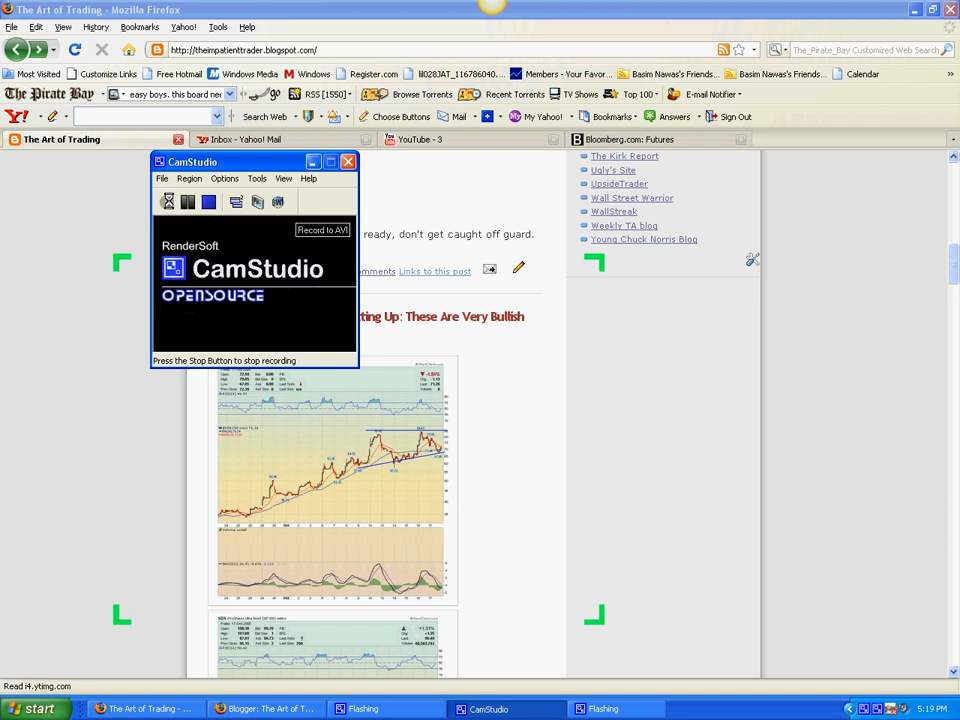 The Art of Trading - Mozilla Firefox
File Edit View History Bookmarks Yahoo! Tools Help
http://theimpatienttrader.blogspot.com/
The_Pirate_Bay Customized Web Search
Most Visited Customize Links Free Hotmail Windows Media Windows Register.com lil028JAT_116786040... Members - Your Favor... Basim Nawas's Friends... Basim Nawas's Friends... Calendar
The Pirate Bay easy boys. this board nee go RSS [1550] Browse Torrents Recent Torrents TV Shows Top 100 E-mail Notifier
Y! Search Web Choose Buttons Mail My Yahoo! Bookmarks Answers Sign Out
The Art of Trading Inbox - Yahoo! Mail YouTube - 3 Bloomberg.com: Futures
CamStudio
File Region Options Tools View Help
Record to AVI
RenderSoft
CamStudio
OPENSOURCE
Press the Stop Button to stop recording
The Kirk Report
Ugly's Site
UpsideTrader
Wall Street Warrior
WallStreak
Weekly TA blog
Young Chuck Norris Blog
ready, don't get caught off guard.
omments Links to this post
ting Up: These Are Very Bullish
Read i4.ytimg.com
start The Art of Trading - ... Blogger: The Art of T... Flashing CamStudio Flashing 5:19 PM